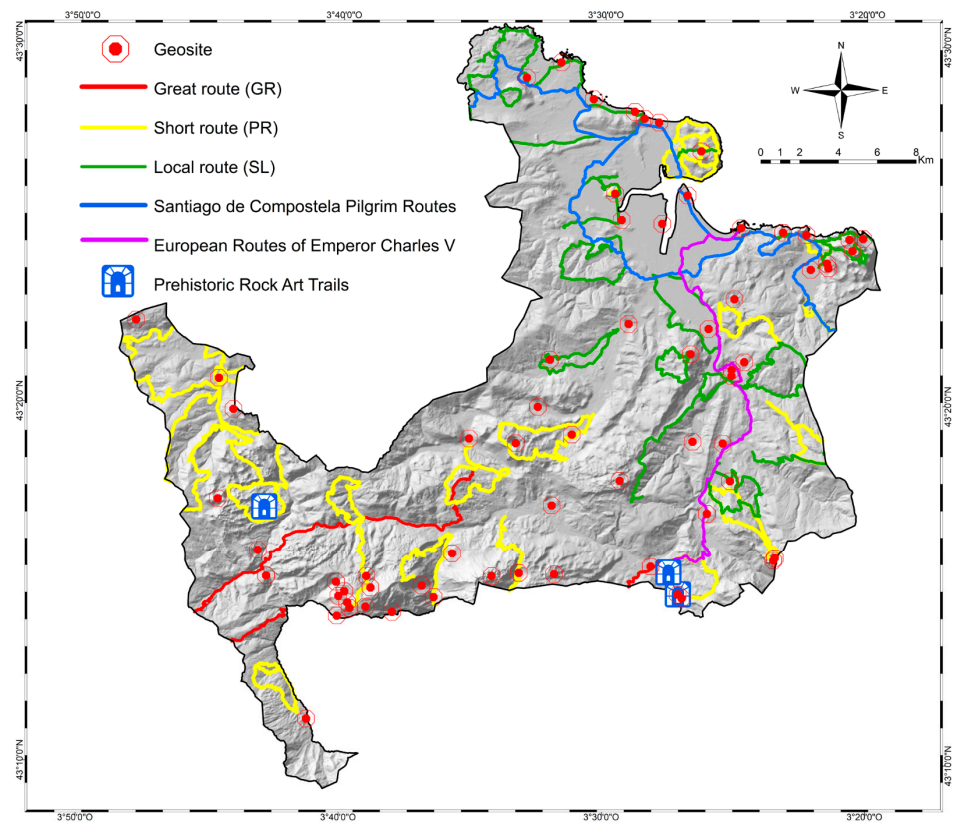 3°50'0"O 3°40'0"O 3°30'0"O 3°20'0"O
43°30'0"N 43°30'0"N
Geosite
Great route (GR)
Short route (PR)
Local route (SL)
Santiago de Compostela Pilgrim Routes
European Routes of Emperor Charles V
Prehistoric Rock Art Trails
N
W E
S
0 1 2 4 6 8
Km
43°20'0"N 43°20'0"N
43°10'0"N 43°10'0"N
3°50'0"O 3°40'0"O 3°30'0"O 3°20'0"O